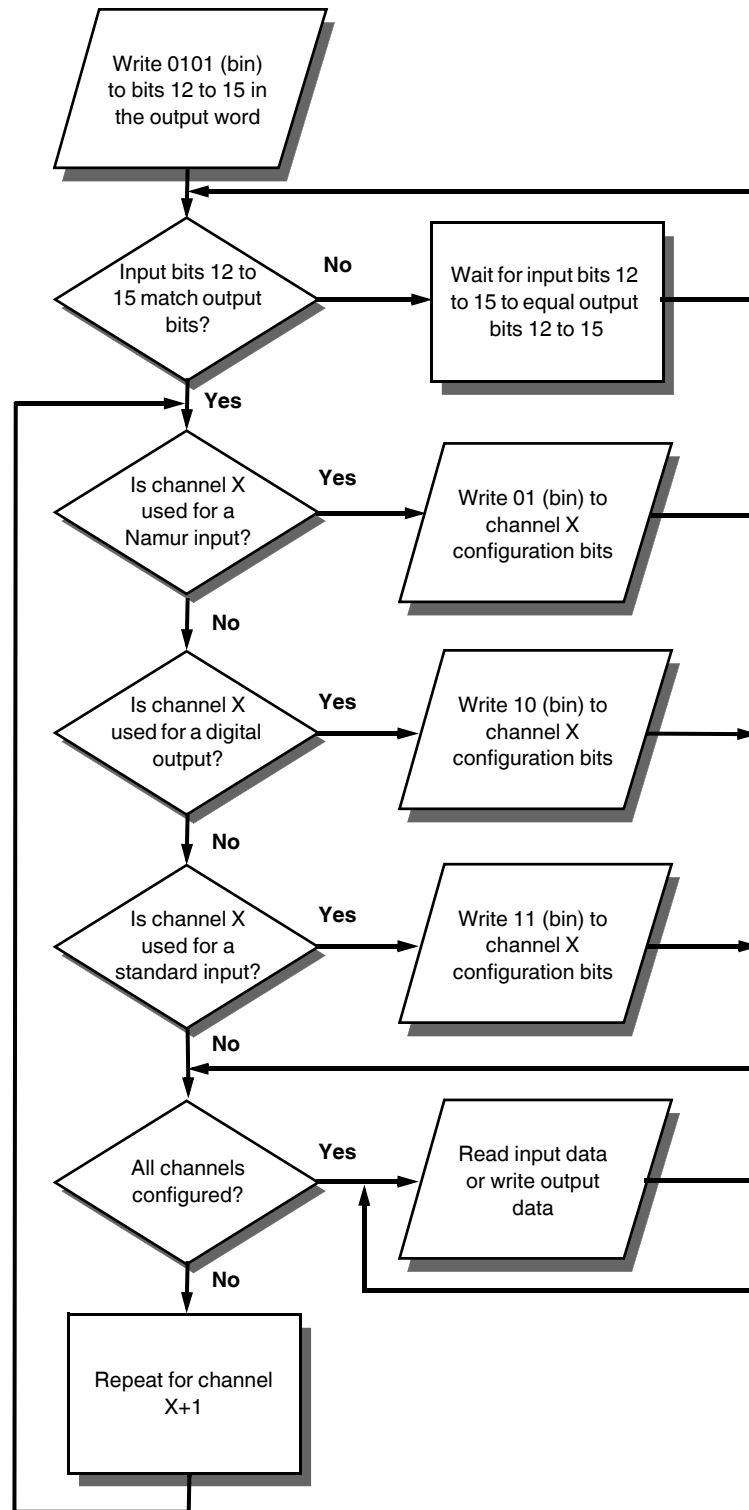 Write 0101 (bin)
to bits 12 to 15 in
the output word
Input bits 12 to
15 match output
bits?
No
Wait for input bits 12
to 15 to equal output
bits 12 to 15
Yes
Is channel X
used for a
Namur input?
Yes
Write 01 (bin) to
channel X
configuration bits
No
Is channel X
used for a digital
output?
Yes
Write 10 (bin) to
channel X
configuration bits
No
Is channel X
used for a
standard input?
Yes
Write 11 (bin) to
channel X
configuration bits
No
All channels
configured?
Yes
Read input data
or write output
data
No
Repeat for channel
X+1